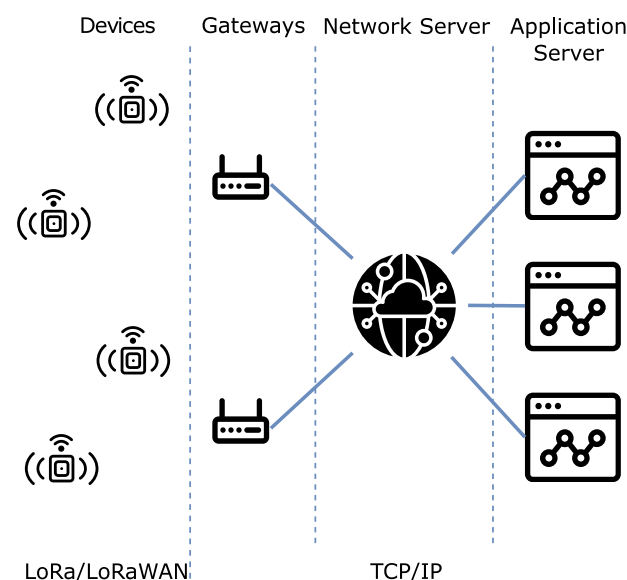 Devices
Gateways
Network Server
Application
Server
LoRa/LoRaWAN
TCP/IP